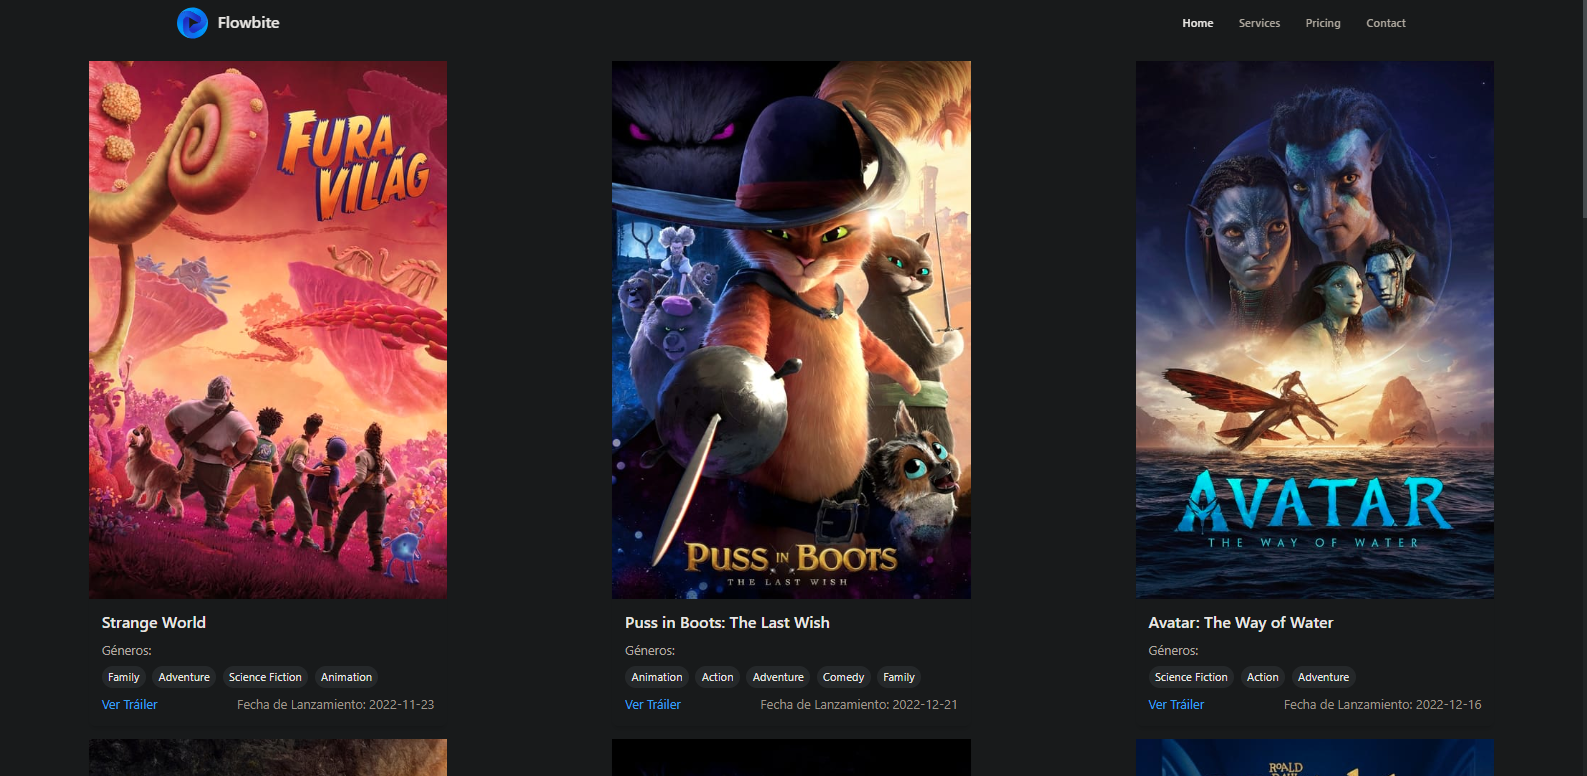 Flowbite
Home Services Pricing Contact
FURA
VILÁG
PUSS IN BOOTS
THE LAST WISH
AVATAR
THE WAY OF WATER
Strange World
Géneros:
Family Adventure Science Fiction Animation
Ver Tráiler Fecha de Lanzamiento: 2022-11-23
Puss in Boots: The Last Wish
Géneros:
Animation Action Adventure Comedy Family
Ver Tráiler Fecha de Lanzamiento: 2022-12-21
Avatar: The Way of Water
Géneros:
Science Fiction Action Adventure
Ver Tráiler Fecha de Lanzamiento: 2022-12-16
ROALD